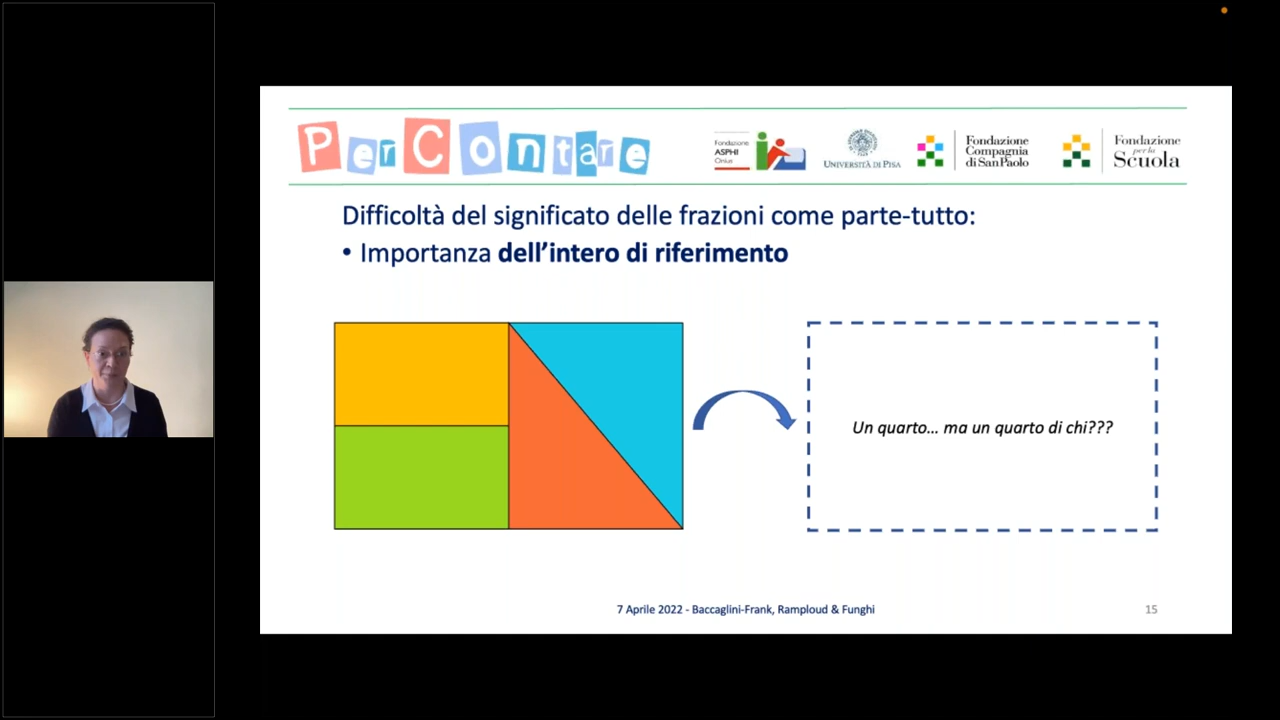 PerContare
Fondazione
ASPHI
Onlus
UNIVERSITÀ DI PISA
Fondazione
Compagnia
di San Paolo
Fondazione
per la
Scuola
Difficoltà del significato delle frazioni come parte-tutto:
• Importanza dell'intero di riferimento
Un quarto... ma un quarto di chi???
7 Aprile 2022 - Baccaglini-Frank, Ramploud & Funghi
15